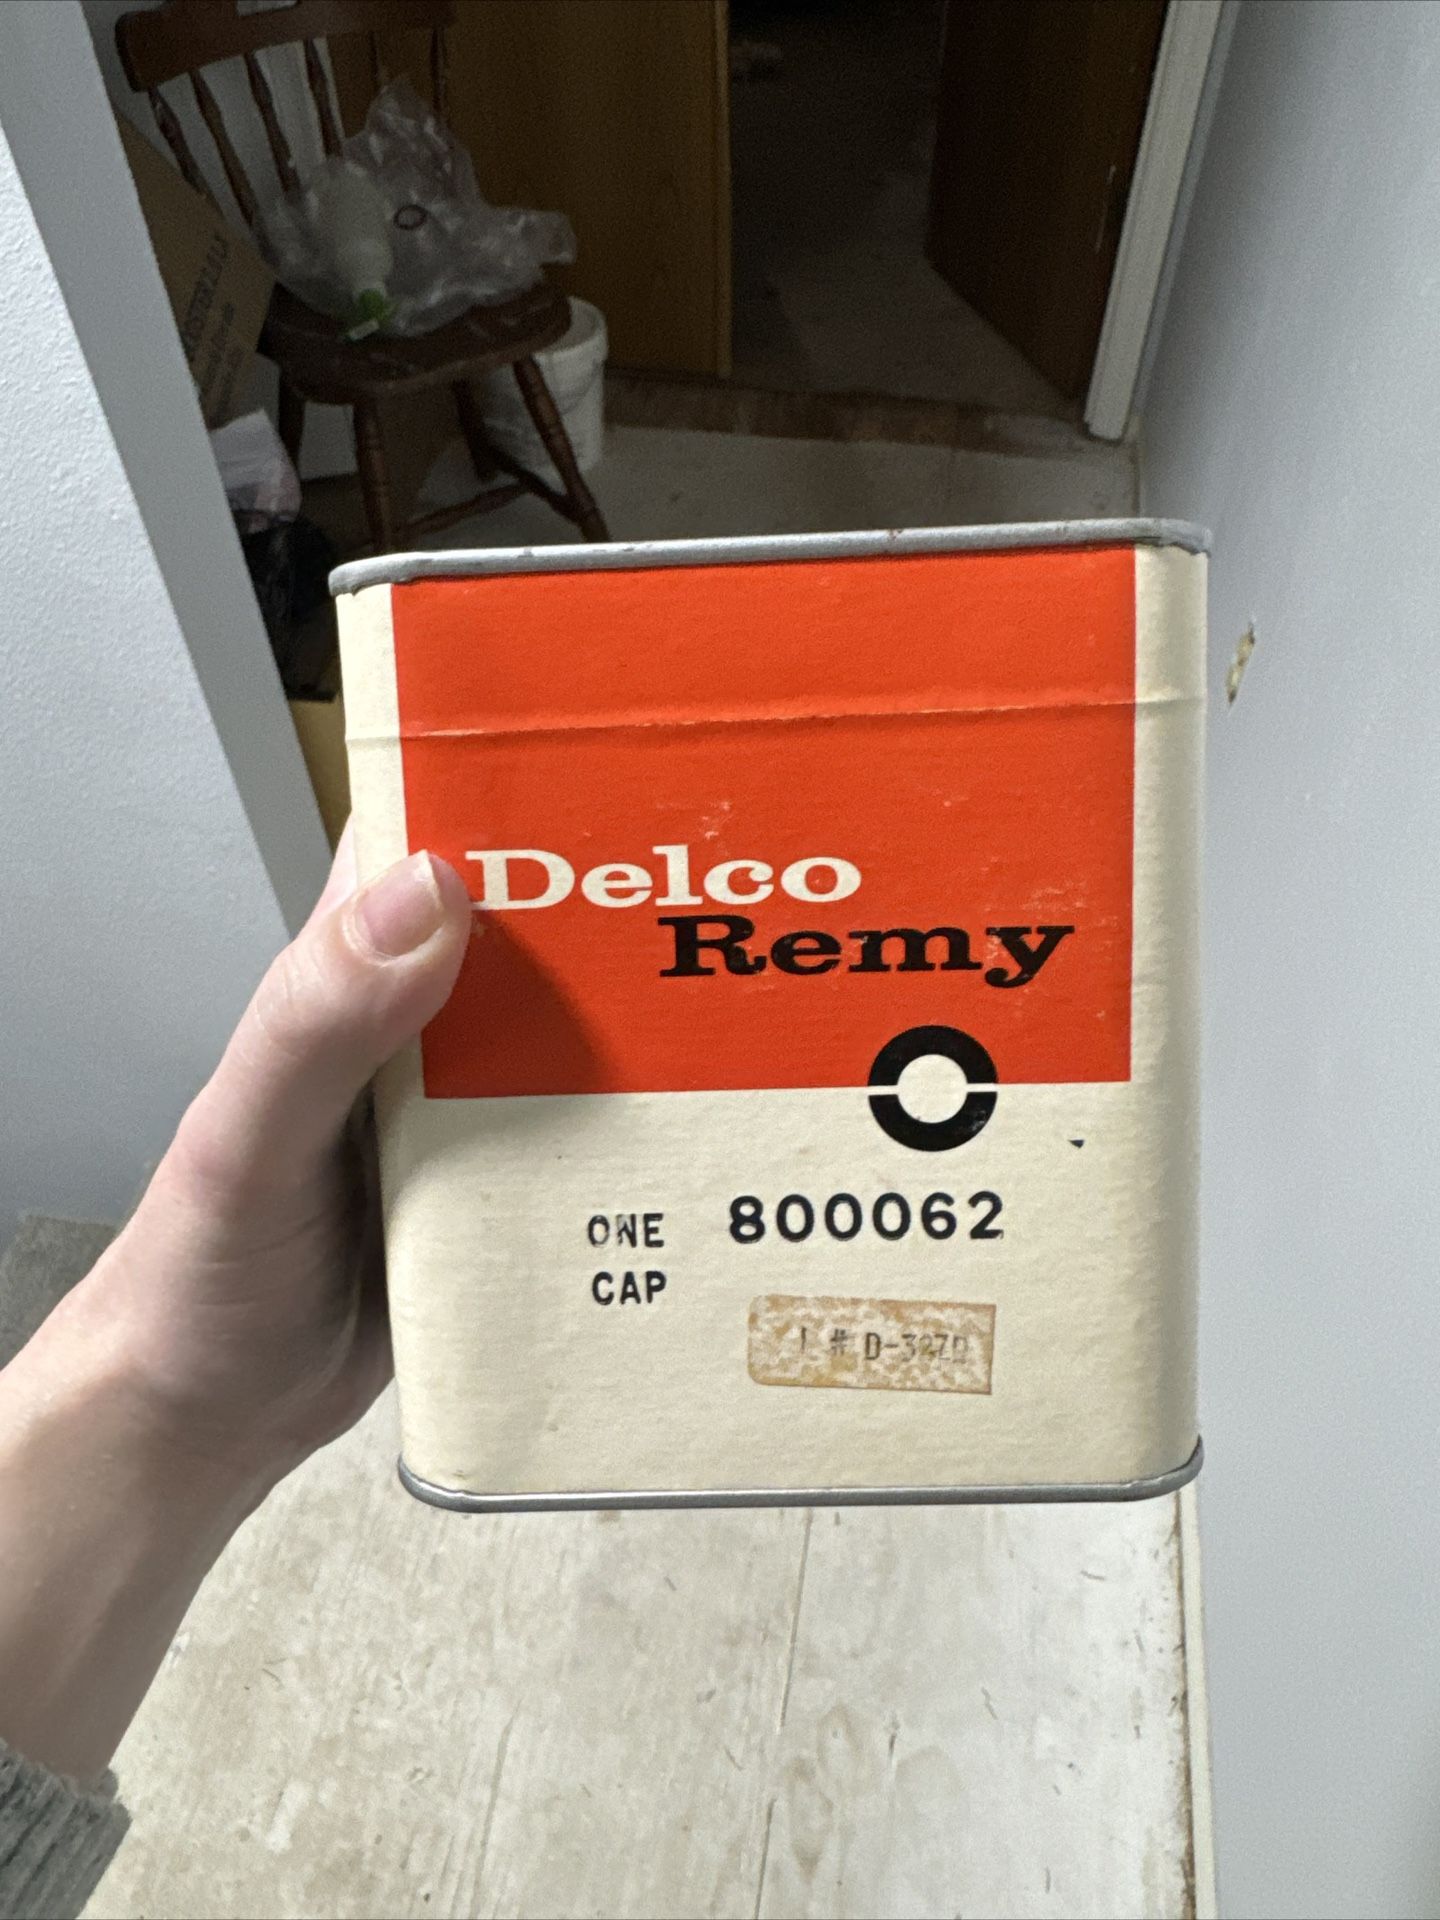 Delco
Remy
ONE 800062
CAP
# D-